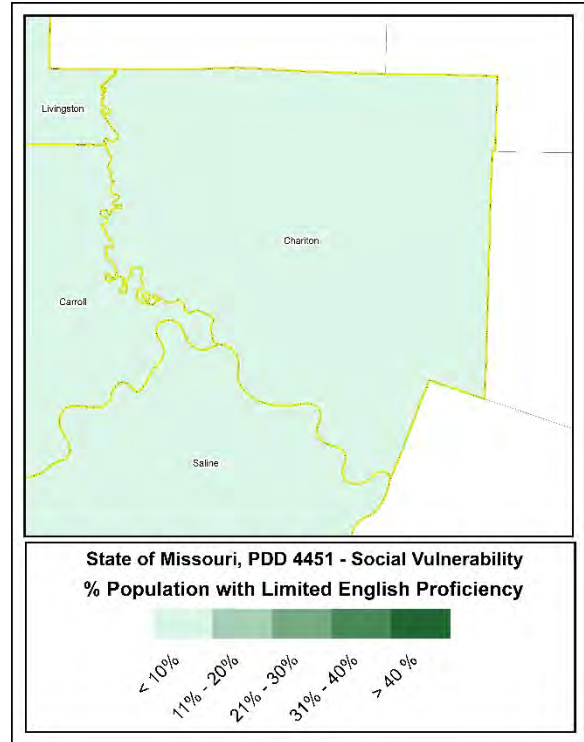 Livingston
Chariton
Carroll
Saline
State of Missouri, PDD 4451 - Social Vulnerability
% Population with Limited English Proficiency
< 10%
11% - 20%
21% - 30%
31% - 40%
> 40 %